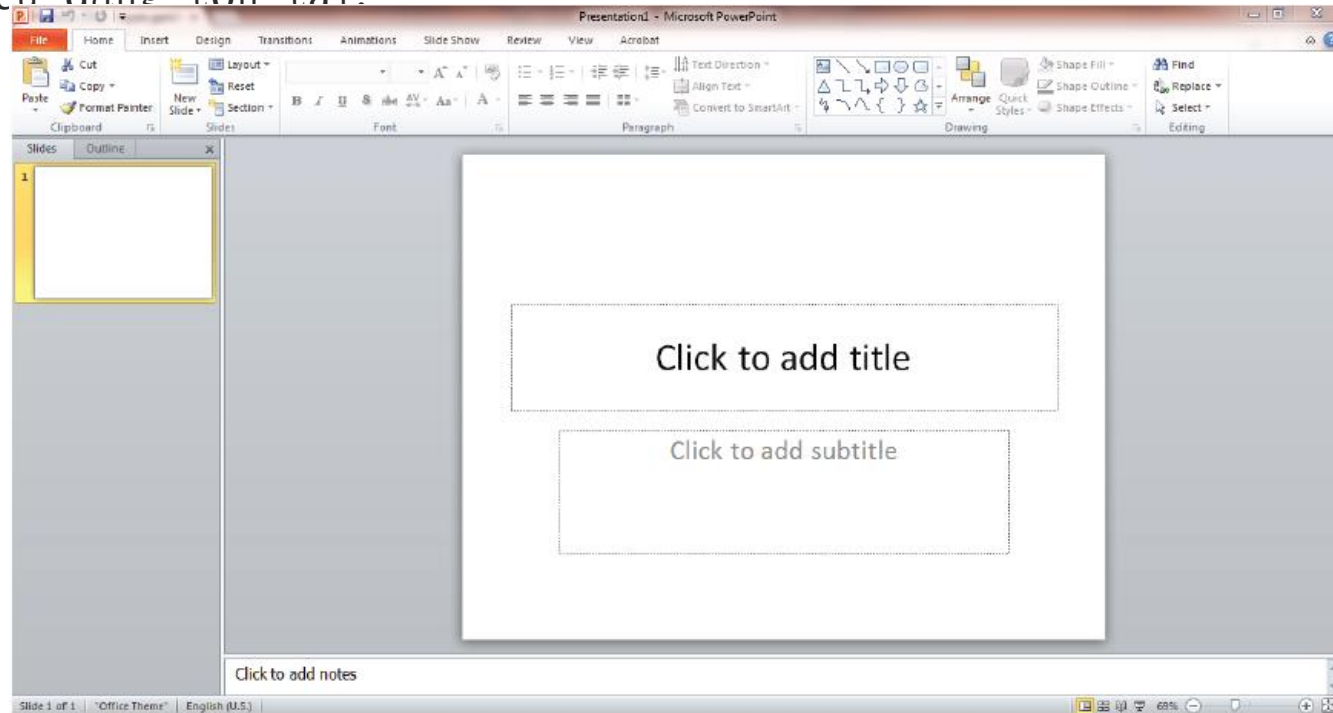 Presentation1 - Microsoft PowerPoint
File Home Insert Design Transitions Animations Slide Show Review View Acrobat
Paste
Cut
Copy
Format Painter
Clipboard
New Slide
Layout
Reset
Section
Slides
B I U S abc AV Aa A
Font
Text Direction
Align Text
Convert to SmartArt
Paragraph
Arrange
Quick Styles
Shape Fill
Shape Outline
Shape Effects
Drawing
Find
Replace
Select
Editing
Slides Outline
1
Click to add title
Click to add subtitle
Click to add notes
Slide 1 of 1 "Office Theme" English (U.S.) 69%